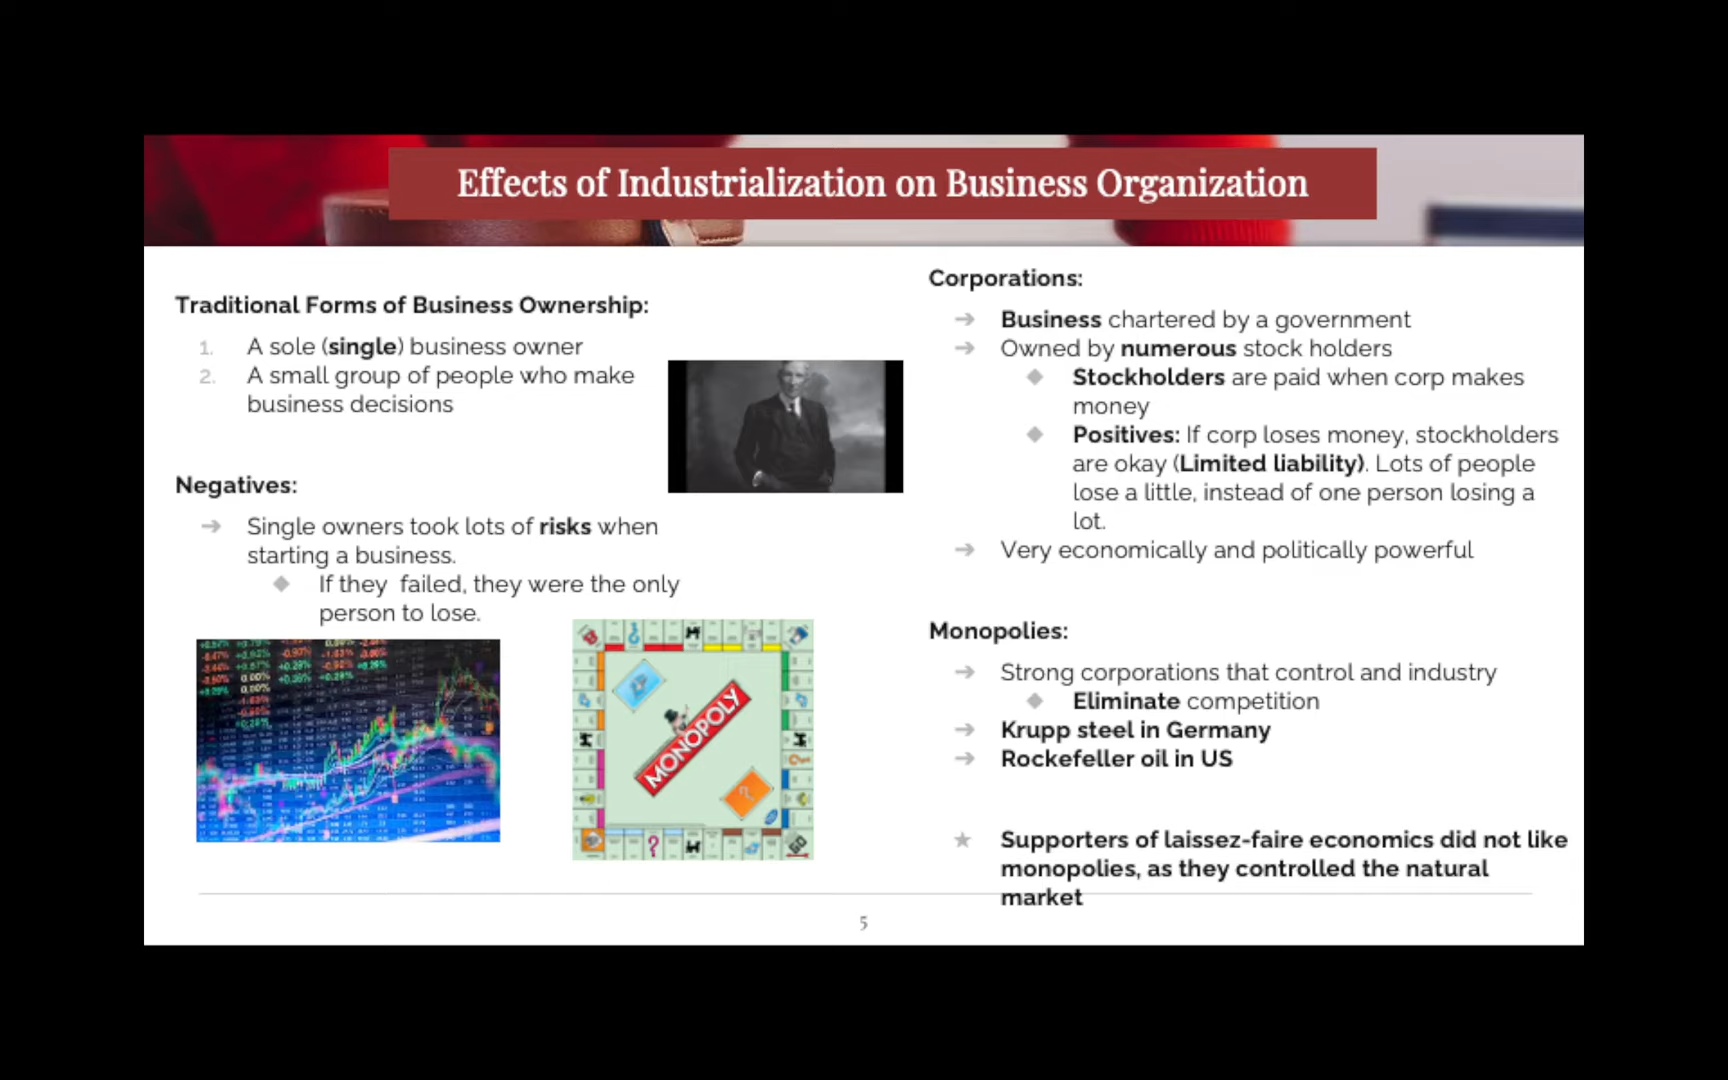 Effects of Industrialization on Business Organization
Traditional Forms of Business Ownership:
1. A sole (single) business owner
2. A small group of people who make
business decisions
Negatives:
➔ Single owners took lots of risks when
starting a business.
◆ If they failed, they were the only
person to lose.
MONOPOLY
GO
Corporations:
➔ Business chartered by a government
➔ Owned by numerous stock holders
◆ Stockholders are paid when corp makes
money
◆ Positives: If corp loses money, stockholders
are okay (Limited liability). Lots of people
lose a little, instead of one person losing a
lot.
➔ Very economically and politically powerful
Monopolies:
➔ Strong corporations that control and industry
◆ Eliminate competition
➔ Krupp steel in Germany
➔ Rockefeller oil in US
★ Supporters of laissez-faire economics did not like
monopolies, as they controlled the natural
market
5